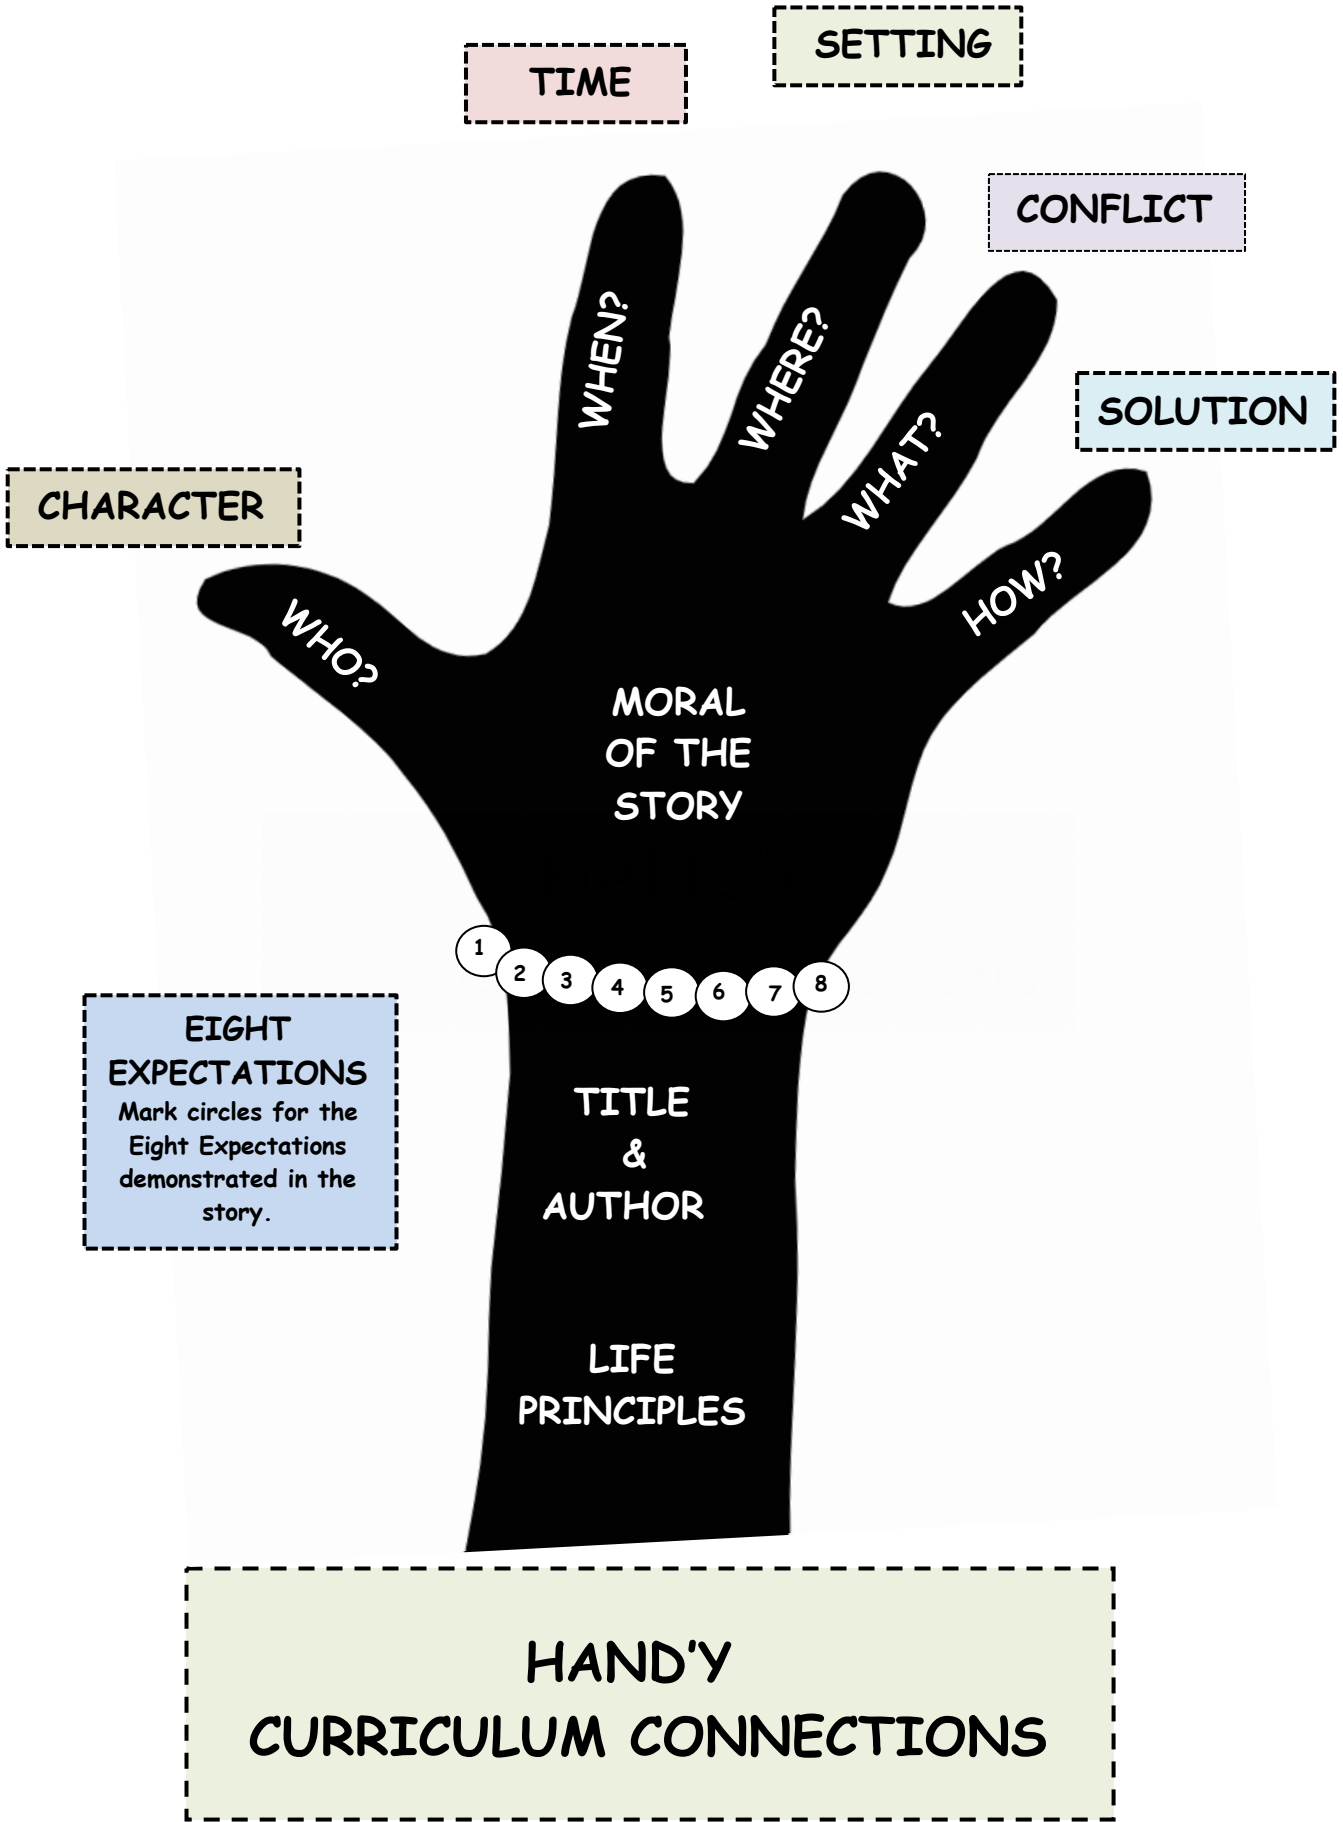 SETTING
TIME
CONFLICT
SOLUTION
CHARACTER
WHO?
WHEN?
WHERE?
WHAT?
HOW?
MORAL
OF THE
STORY
1
2
3
4
5
6
7
8
EIGHT
EXPECTATIONS
Mark circles for the
Eight Expectations
demonstrated in the
story.
TITLE
&
AUTHOR
LIFE
PRINCIPLES
HAND'Y
CURRICULUM CONNECTIONS